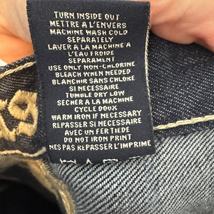 TURN INSIDE OUT
METTRE A L'ENVERS
MACHINE WASH COLD
SEPARATELY
LAVER A LA MACHINE A
L'EAU FROIDE
SEPARAMENT
USE ONLY NON-CHLORINE
BLEACH WHEN NEEDED
BLANCHIR SANS CHLORE
SI NECESSAIRE
TUMBLE DRY LOW
SECHER A LA MACHINE
CYCLE DOUX
WARM IRON IF NECESSARY
REPASSER SI NECESSAIRE
AVEC UN FER TIEDE
DO NOT IRON PRINT
NES PAS REPASSER L'IMPRIME